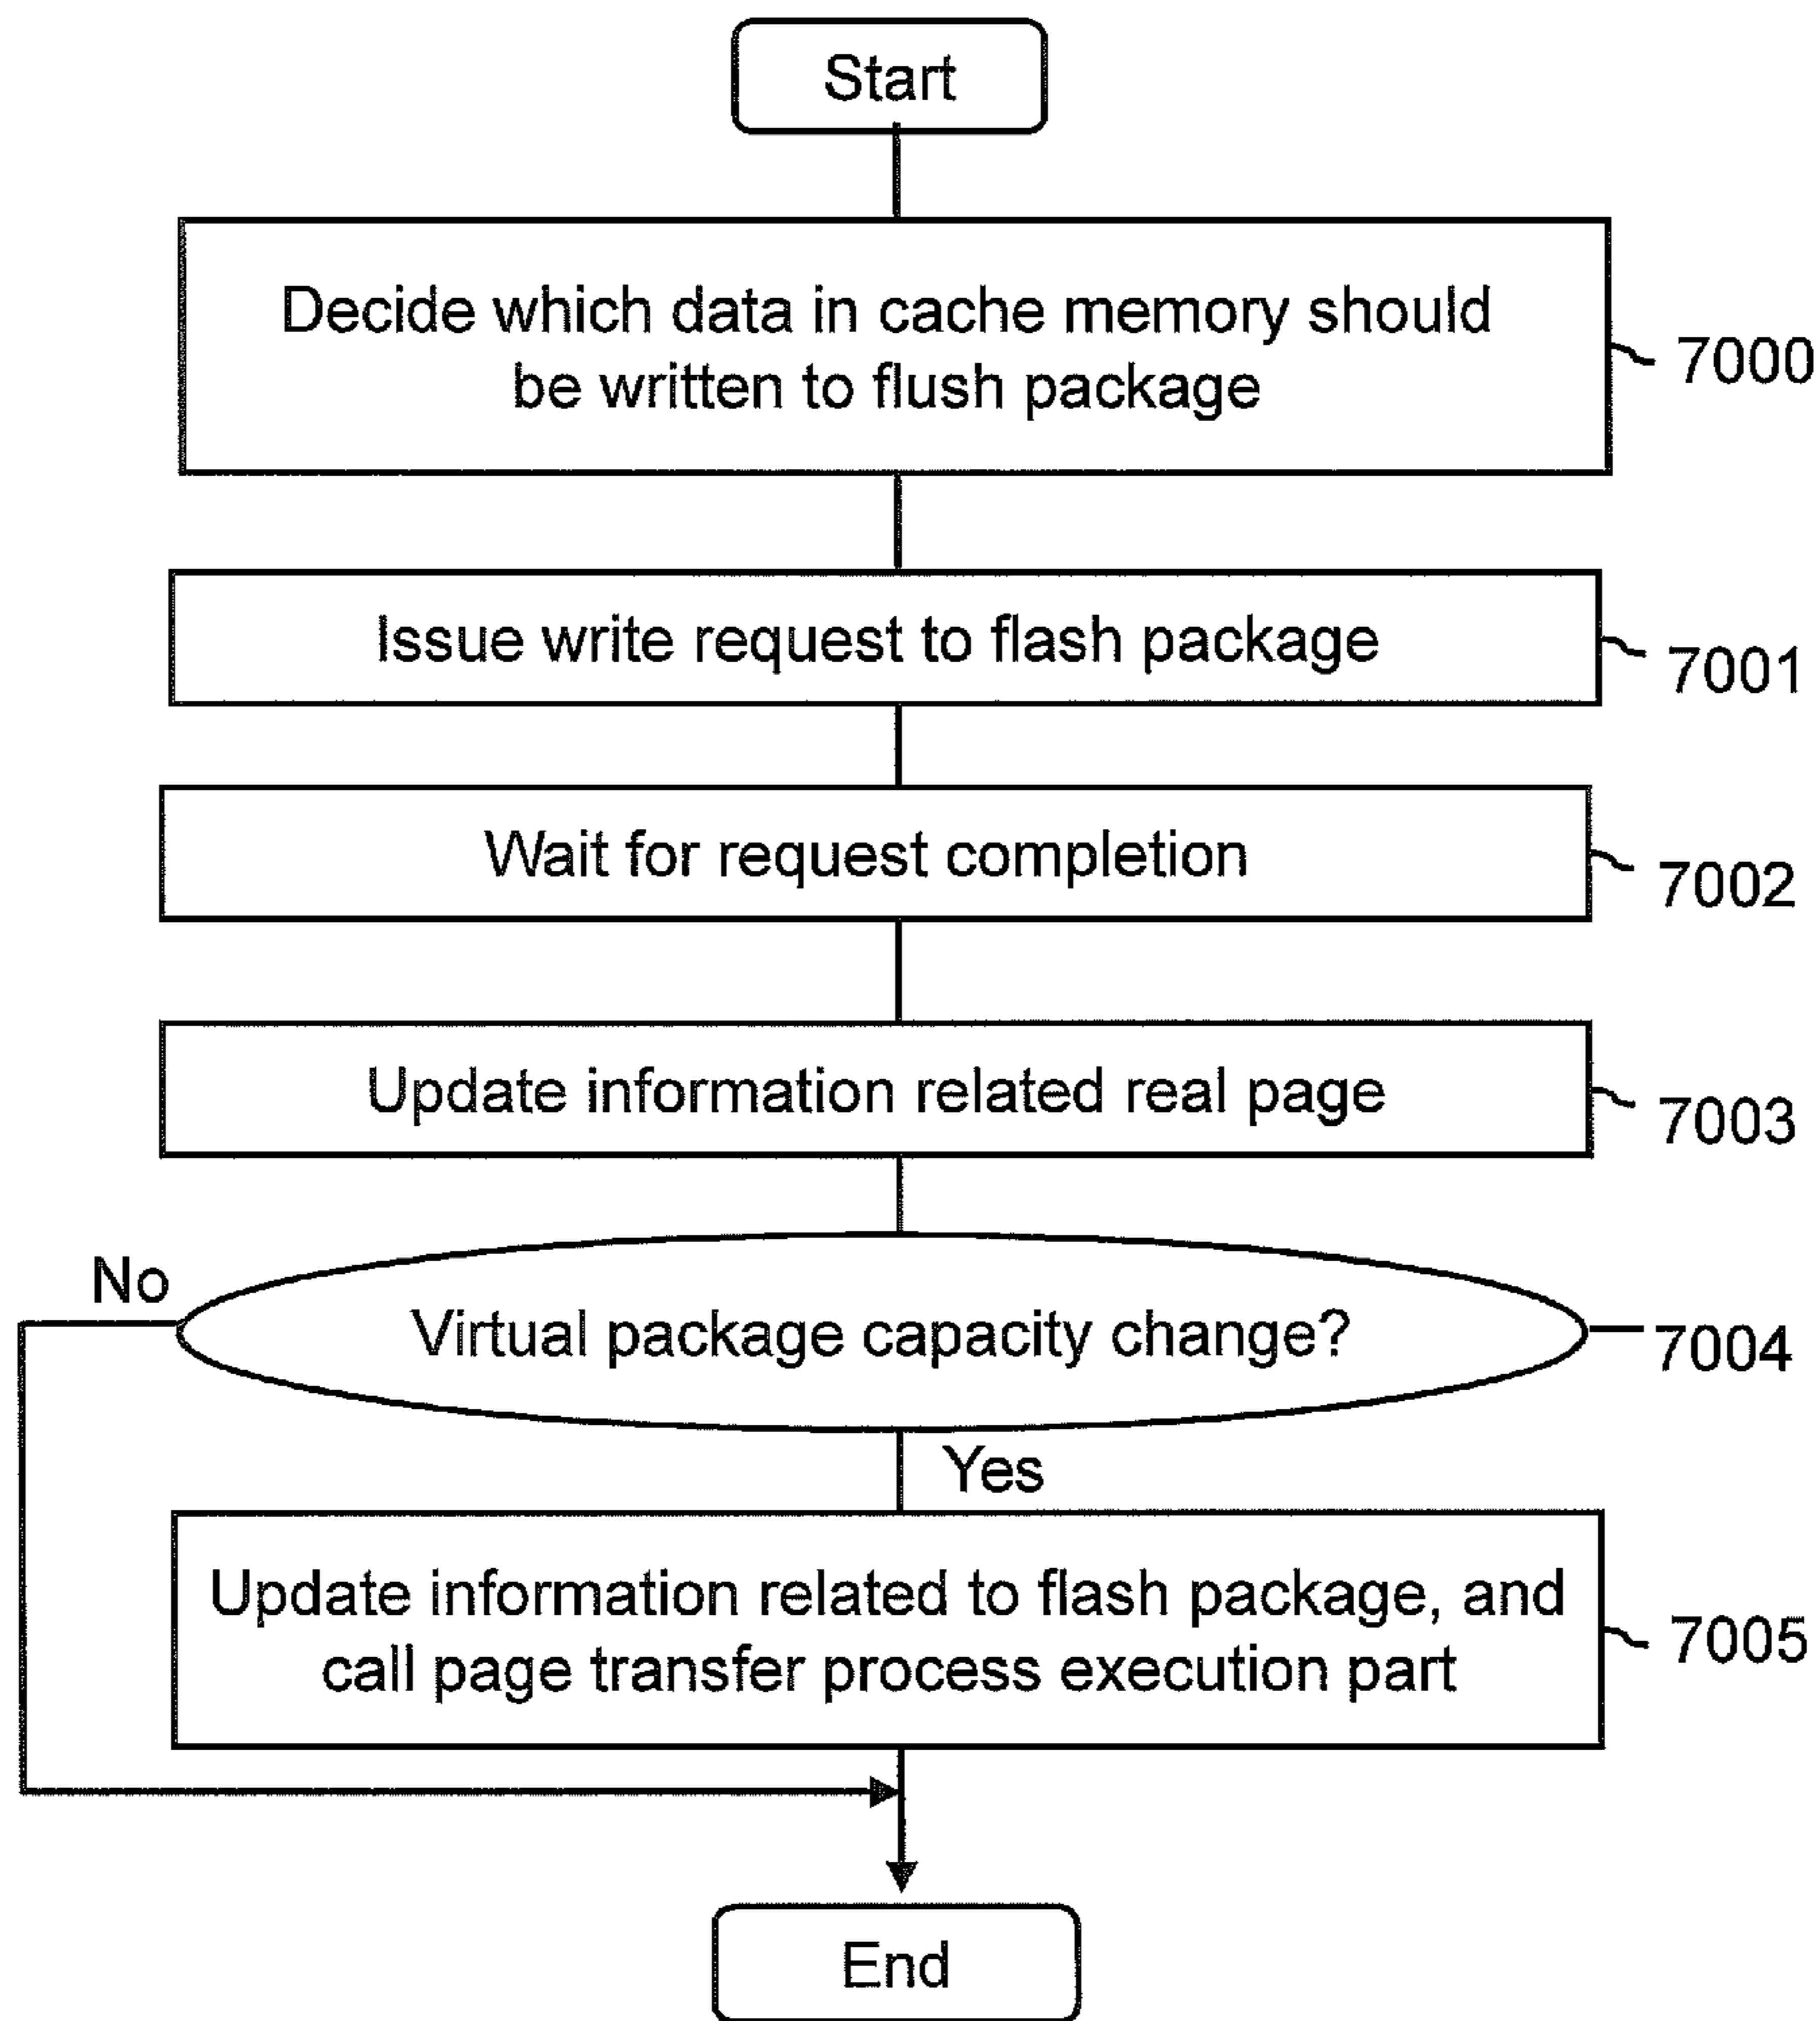 Start
Decide which data in cache memory should
be written to flush package
7000
Issue write request to flash package
7001
Wait for request completion
7002
Update information related real page
7003
No
Virtual package capacity change?
7004
Yes
Update information related to flash package, and
call page transfer process execution part
7005
End